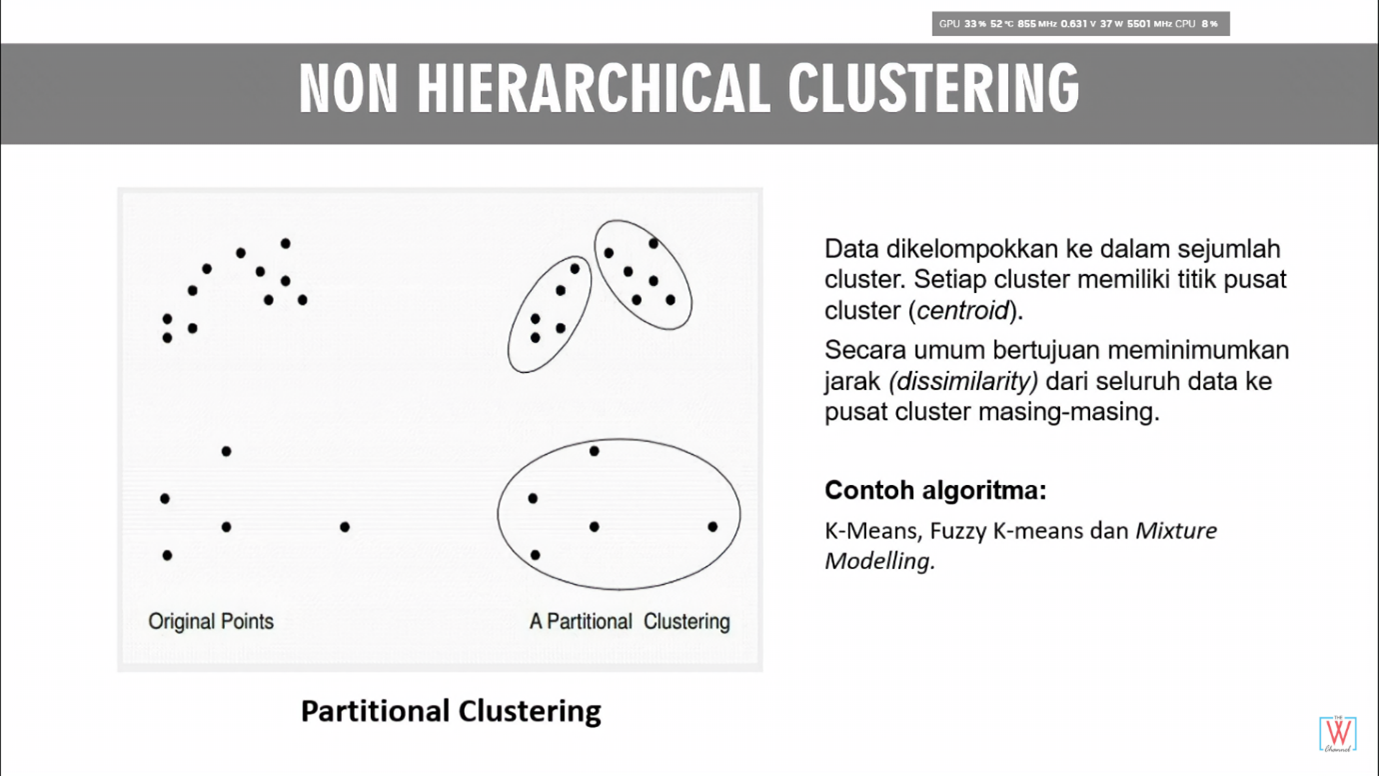 GPU 33 % 52 °C 855 MHz 0.631 V 37 W 5501 MHz CPU 8 %
NON HIERARCHICAL CLUSTERING
Data dikelompokkan ke dalam sejumlah
cluster. Setiap cluster memiliki titik pusat
cluster (centroid).
Secara umum bertujuan meminimumkan
jarak (dissimilarity) dari seluruh data ke
pusat cluster masing-masing.
Contoh algoritma:
K-Means, Fuzzy K-means dan Mixture
Modelling.
Original Points
A Partitional Clustering
Partitional Clustering
THE
W
Channel